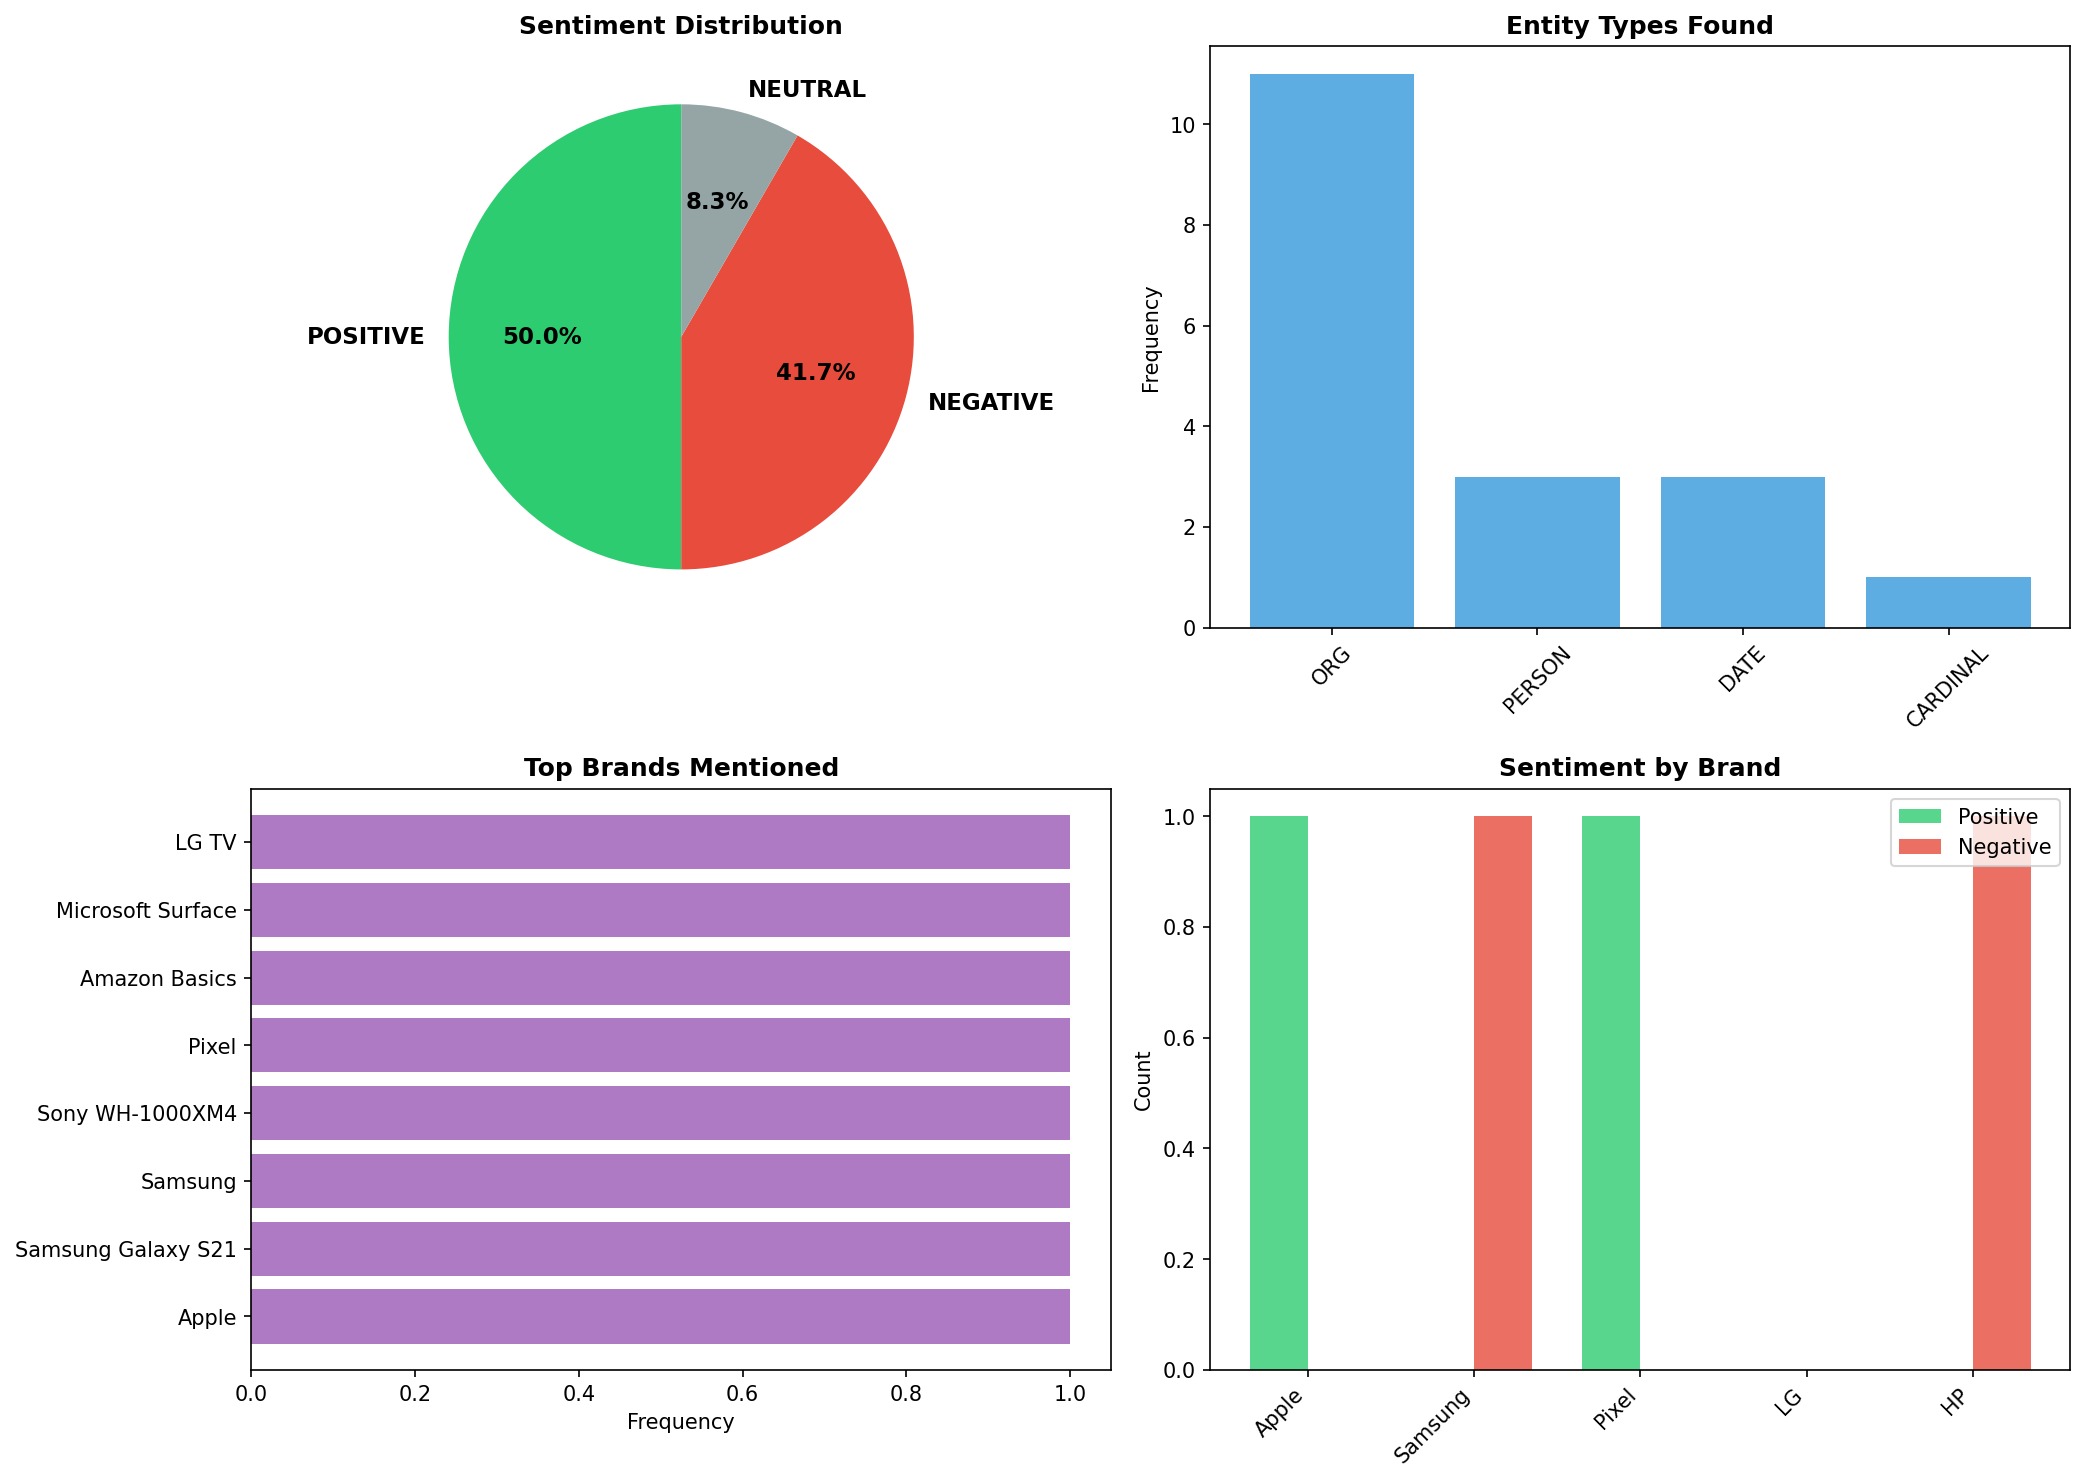 Sentiment Distribution
NEUTRAL
8.3%
POSITIVE
50.0%
41.7%
NEGATIVE
Entity Types Found
Frequency
10
8
6
4
2
0
ORG
PERSON
DATE
CARDINAL
Top Brands Mentioned
LG TV
Microsoft Surface
Amazon Basics
Pixel
Sony WH-1000XM4
Samsung
Samsung Galaxy S21
Apple
0.0 0.2 0.4 0.6 0.8 1.0
Frequency
Sentiment by Brand
Positive
Negative
Count
1.0
0.8
0.6
0.4
0.2
0.0
Apple
Samsung
Pixel
LG
HP